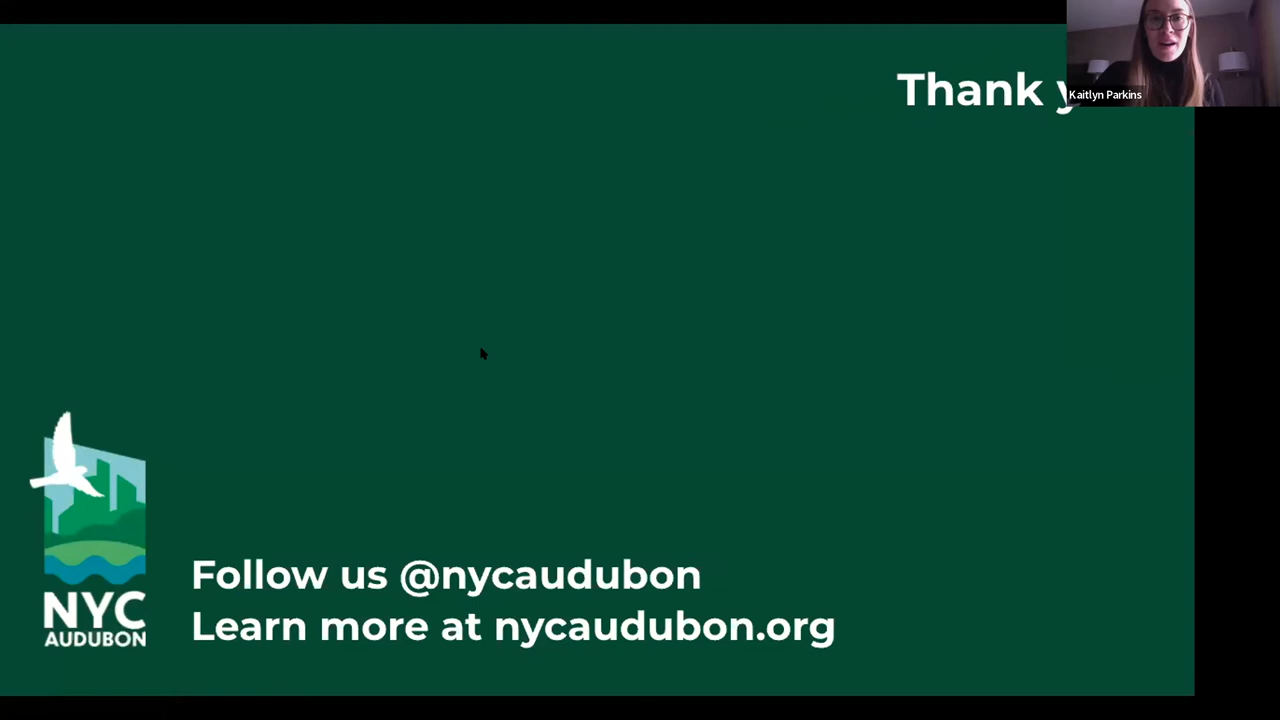 Thank y
Kaitlyn Parkins
NYC
AUDUBON
Follow us @nycaudubon
Learn more at nycaudubon.org